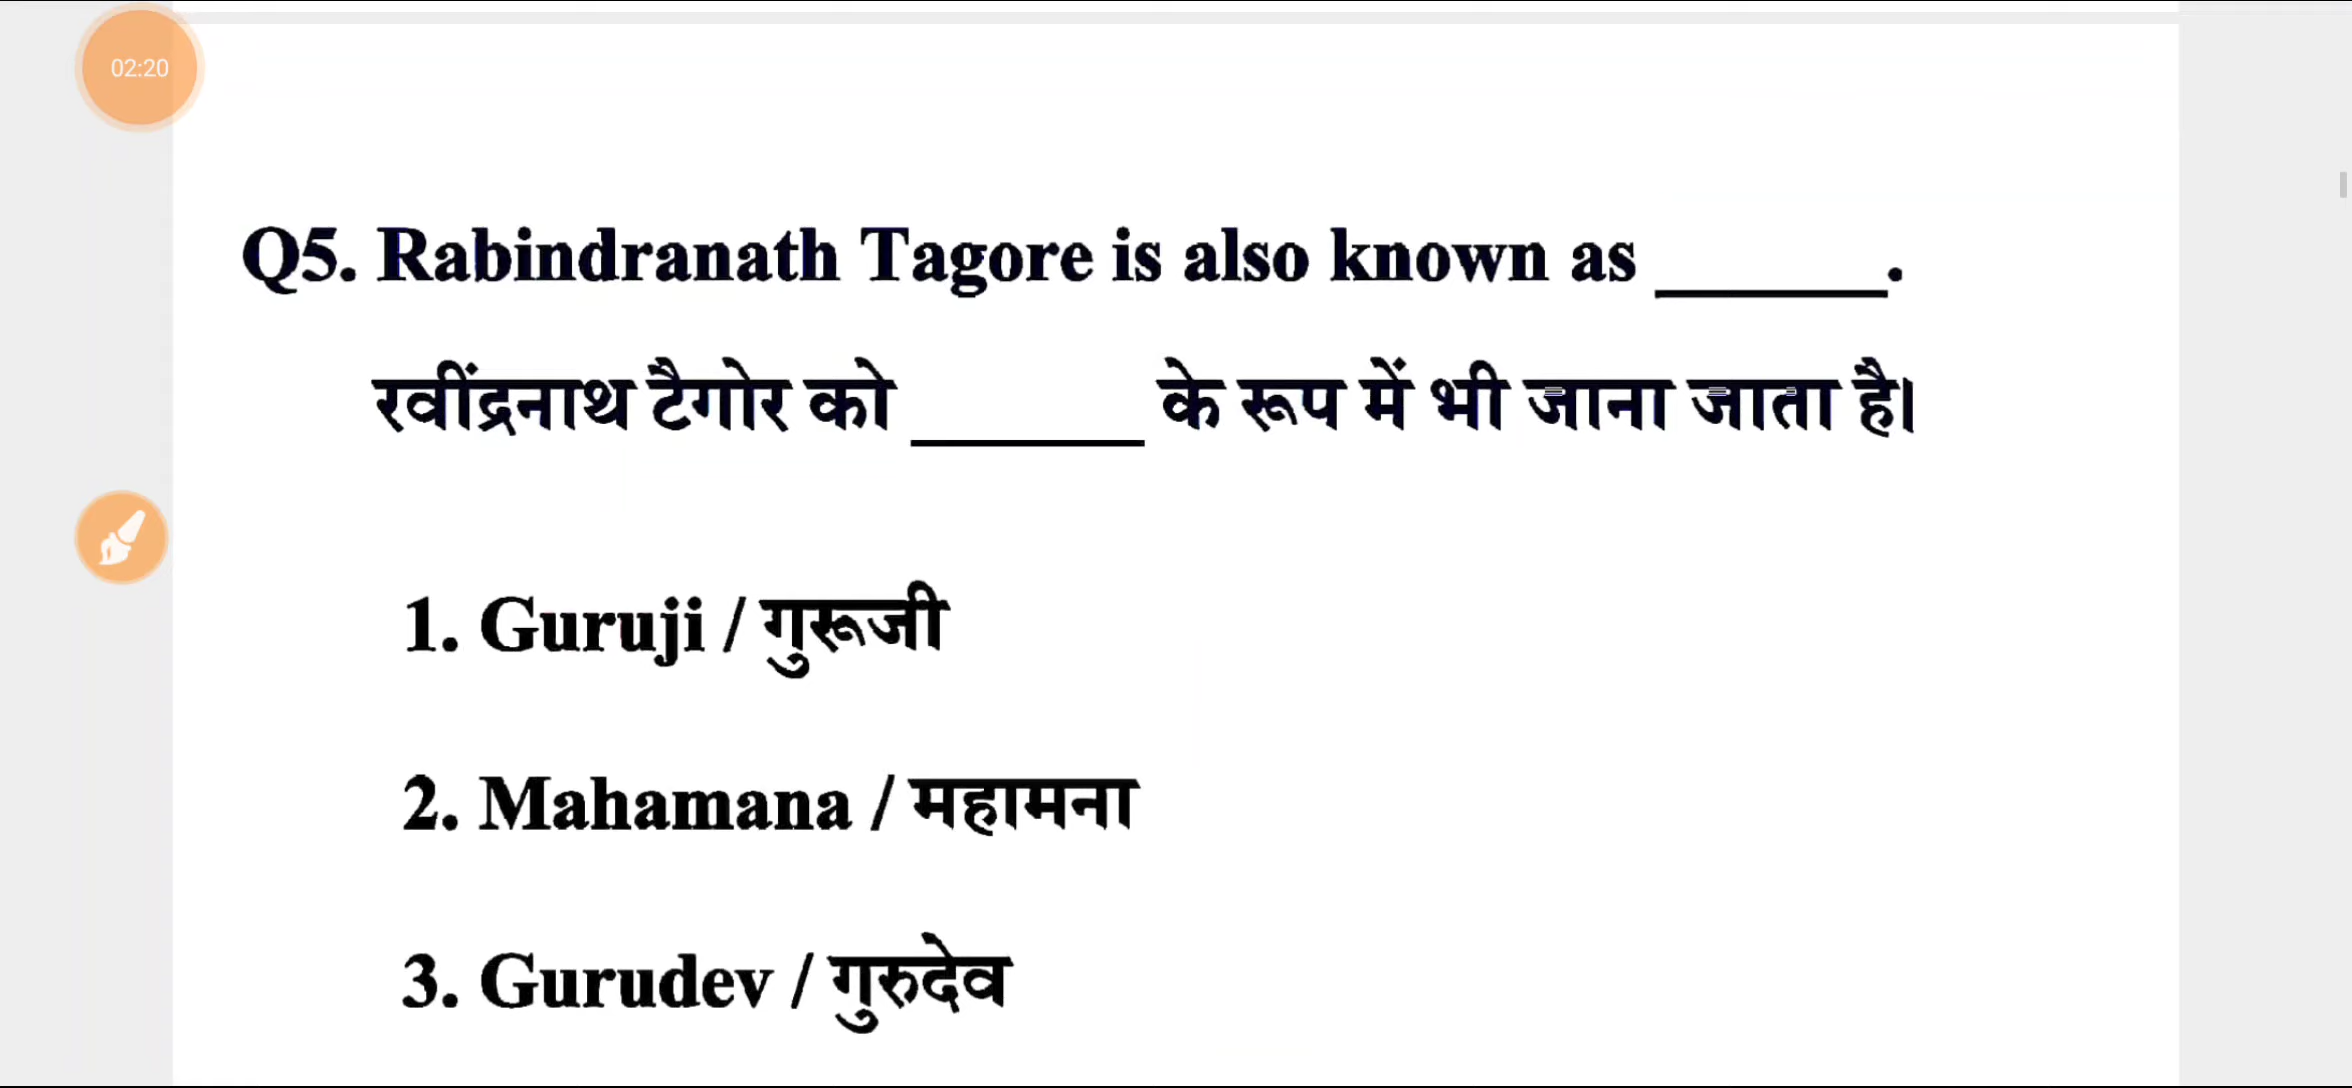 02:20
Q5. Rabindranath Tagore is also known as ______.
रवींद्रनाथ टैगोर को ______ के रूप में भी जाना जाता है।
1. Guruji / गुरूजी
2. Mahamana / महामना
3. Gurudev / गुरुदेव